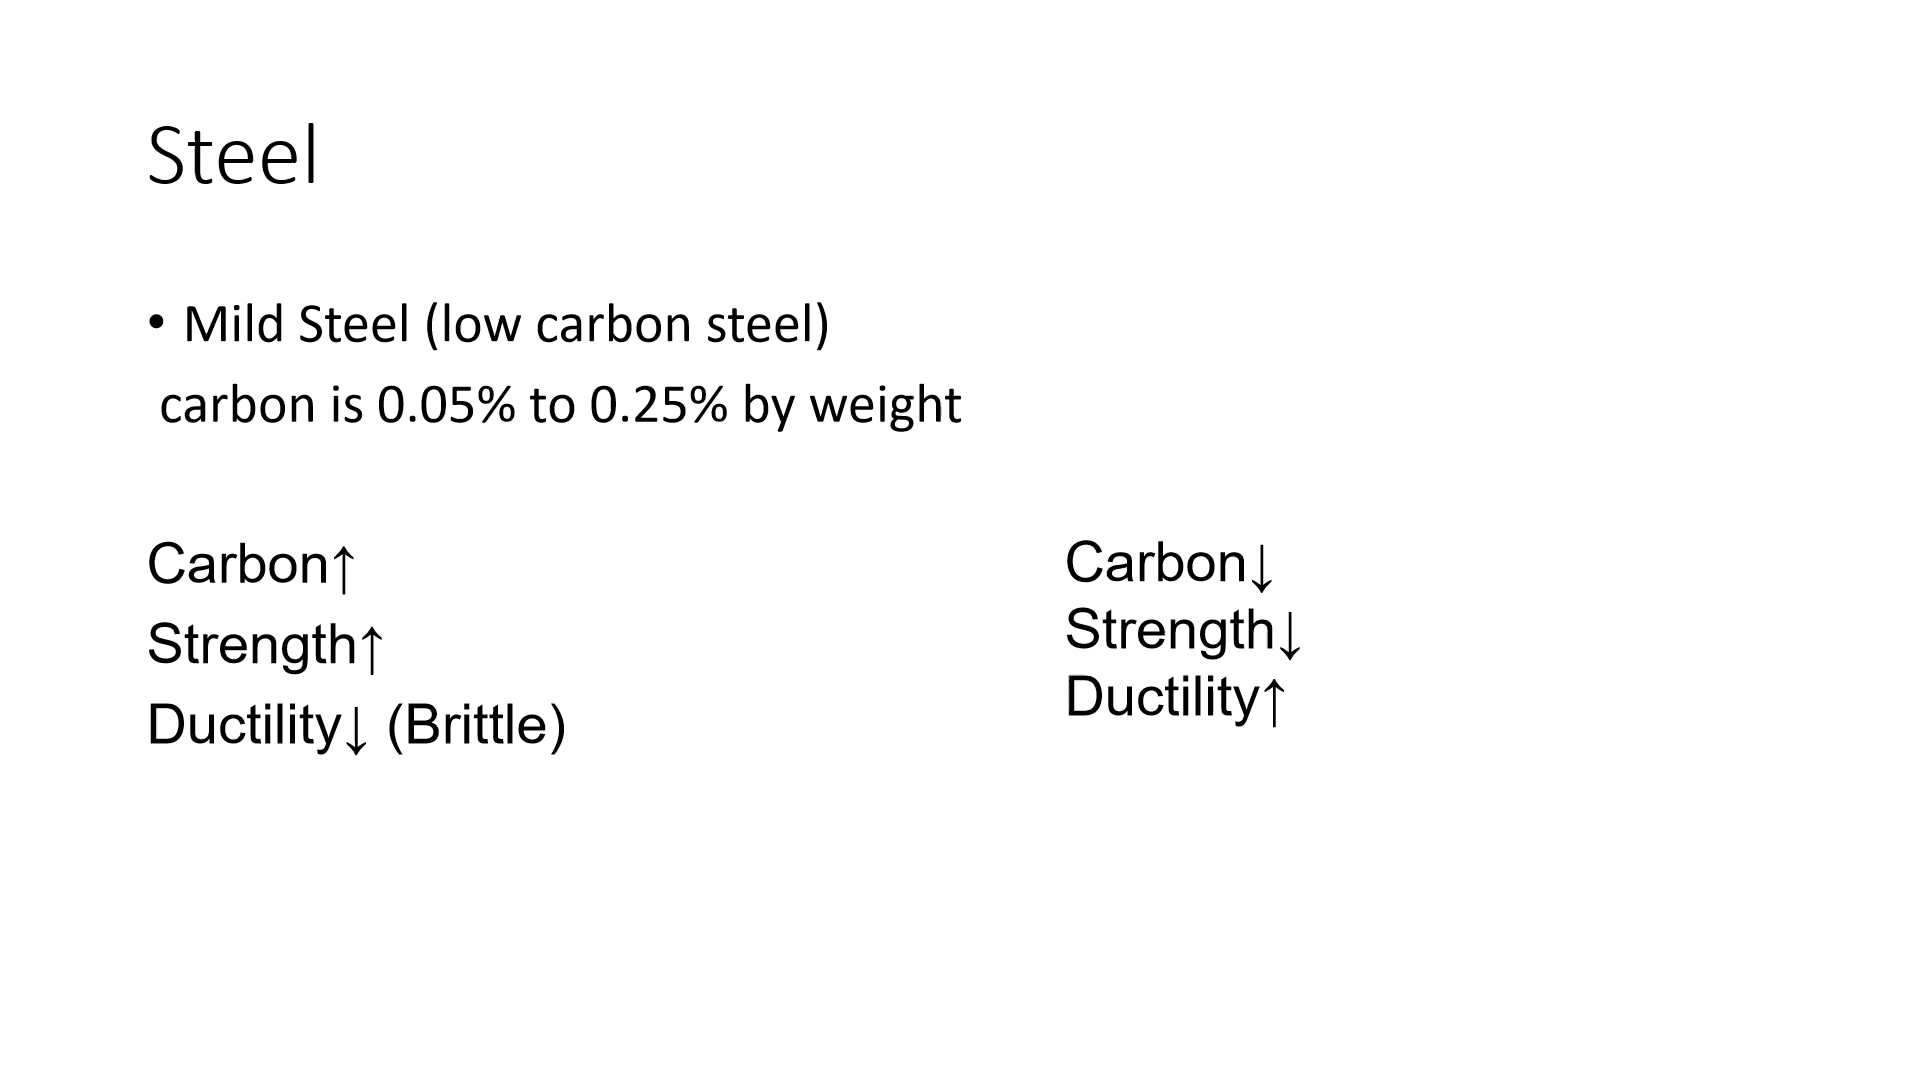 Steel
• Mild Steel (low carbon steel)
carbon is 0.05% to 0.25% by weight
Carbon↑
Strength↑
Ductility↓ (Brittle)
Carbon↓
Strength↓
Ductility↑